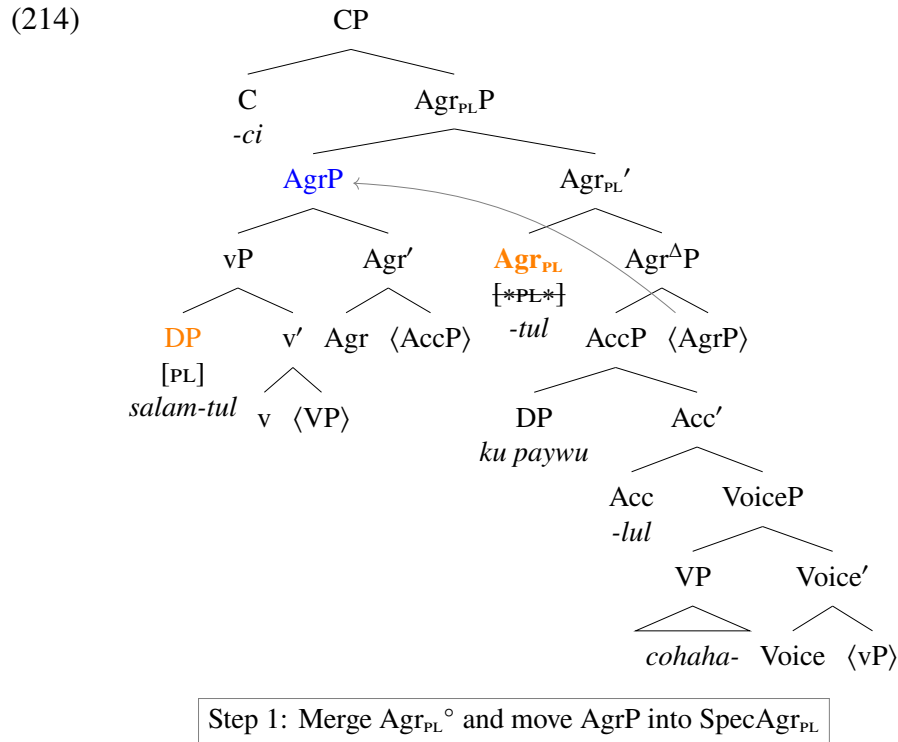 (214)
CP
C Agr_PL P
-ci
AgrP Agr_PL′
vP Agr′ Agr_PL Agr^Δ P
[*PL*]
DP v′ Agr ⟨AccP⟩ -tul AccP ⟨AgrP⟩
[PL]
salam-tul v ⟨VP⟩ DP Acc′
ku paywu
Acc VoiceP
-lul
VP Voice′
cohaha- Voice ⟨vP⟩
Step 1: Merge Agr_PL° and move AgrP into SpecAgr_PL